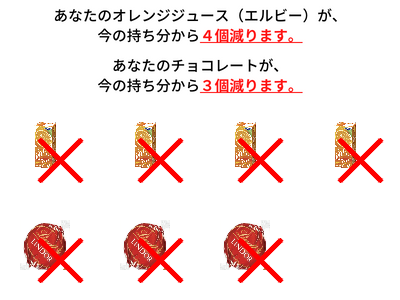 あなたのオレンジジュース（エルビー）が、
今の持ち分から４個減ります。
あなたのチョコレートが、
今の持ち分から３個減ります。
LINDOR
LINDOR
LINDOR